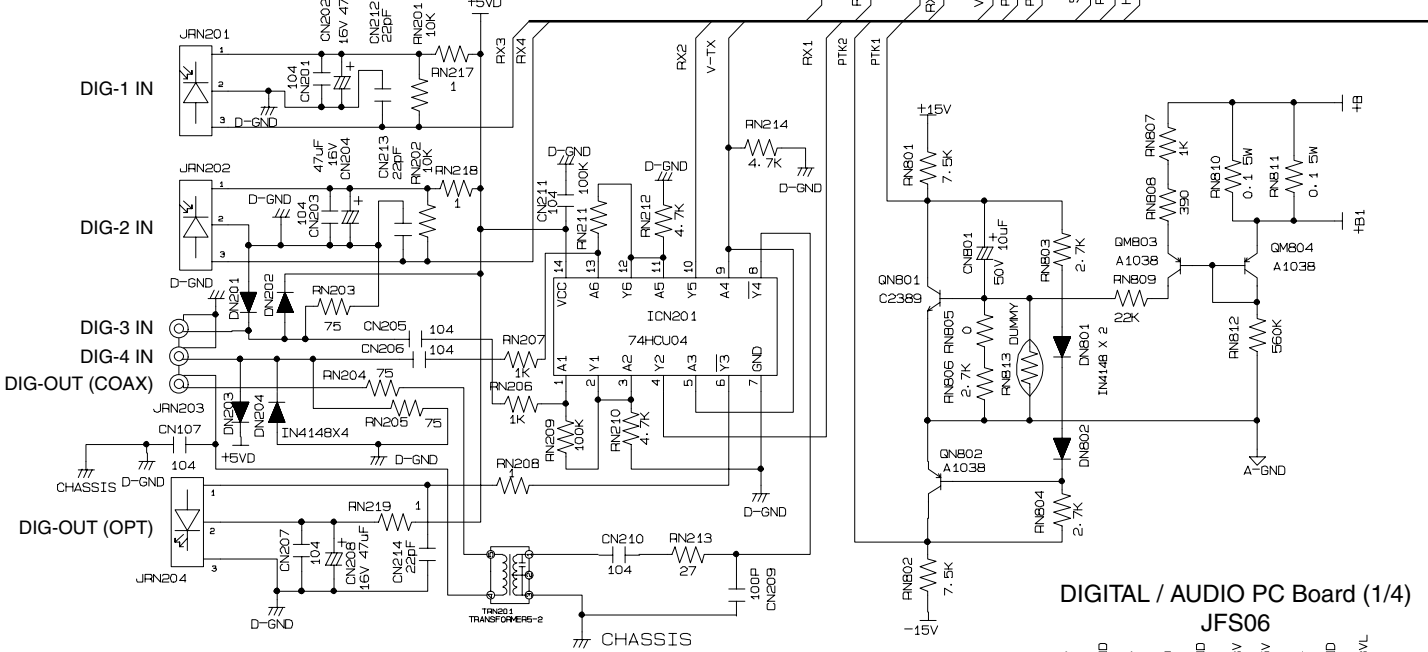 CN202
16V 47
CN212
22pF
RN201
10K
+5VD
JRN201
1
2
3
DIG-1 IN
104
CN201
D-GND
RN217
1
RX3
RX4
RX2
V-TX
RX1
PTK2
PTK1
JRN202
1
2
3
DIG-2 IN
47uF
16V
CN204
CN213
22pF
RN202
10K
RN218
1
D-GND
104
CN203
D-GND
CN211
104
100K
RN211
D-GND
RN212
4.7K
RN214
4.7K
D-GND
D-GND
DN201
DN202
RN203
75
14
13
12
11
10
9
8
VCC
A6
Y6
A5
Y5
A4
Y4
ICN201
74HCU04
A1
Y1
A2
Y2
A3
Y3
GND
1
2
3
4
5
6
7
DIG-3 IN
DIG-4 IN
DIG-OUT (COAX)
CN205
104
CN206
104
RN207
1K
RN206
1K
RN204
75
RN205
75
JRN203
DN203
DN204
IN4148X4
+5VD
D-GND
CN107
104
CHASSIS
D-GND
RN209
100K
RN210
4.7K
RN208
1
D-GND
JRN204
1
2
3
DIG-OUT (OPT)
RN219
1
CN207
104
CN208
16V 47uF
CN214
22pF
D-GND
TRN201
TRANSFORMERS-2
CN210
104
RN213
27
100P
CN209
CHASSIS
+15V
RN801
7.5K
QN801
C2389
CN801
50V 10uF
RN803
2.7K
RN805
0
RN806
2.7K
RN813
DUMMY
DN801
IN4148 X 2
DN802
QN802
A1038
RN804
2.7K
RN802
7.5K
-15V
RN807
1K
RN808
390
RN810
0.1 5W
RN811
0.1 5W
+B
+B1
QM803
A1038
QM804
A1038
RN809
22K
RN812
560K
A-GND
DIGITAL / AUDIO PC Board (1/4)
JFS06